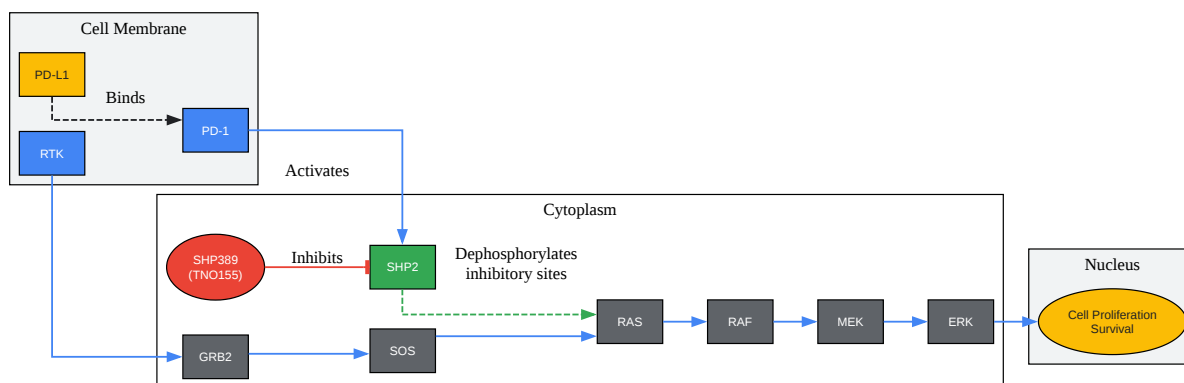 Cell Membrane
PD-L1
Binds
PD-1
RTK
Activates
Cytoplasm
SHP389
(TNO155)
Inhibits
SHP2
Dephosphorylates
inhibitory sites
Nucleus
Cell Proliferation
Survival
RAS
RAF
MEK
ERK
GRB2
SOS